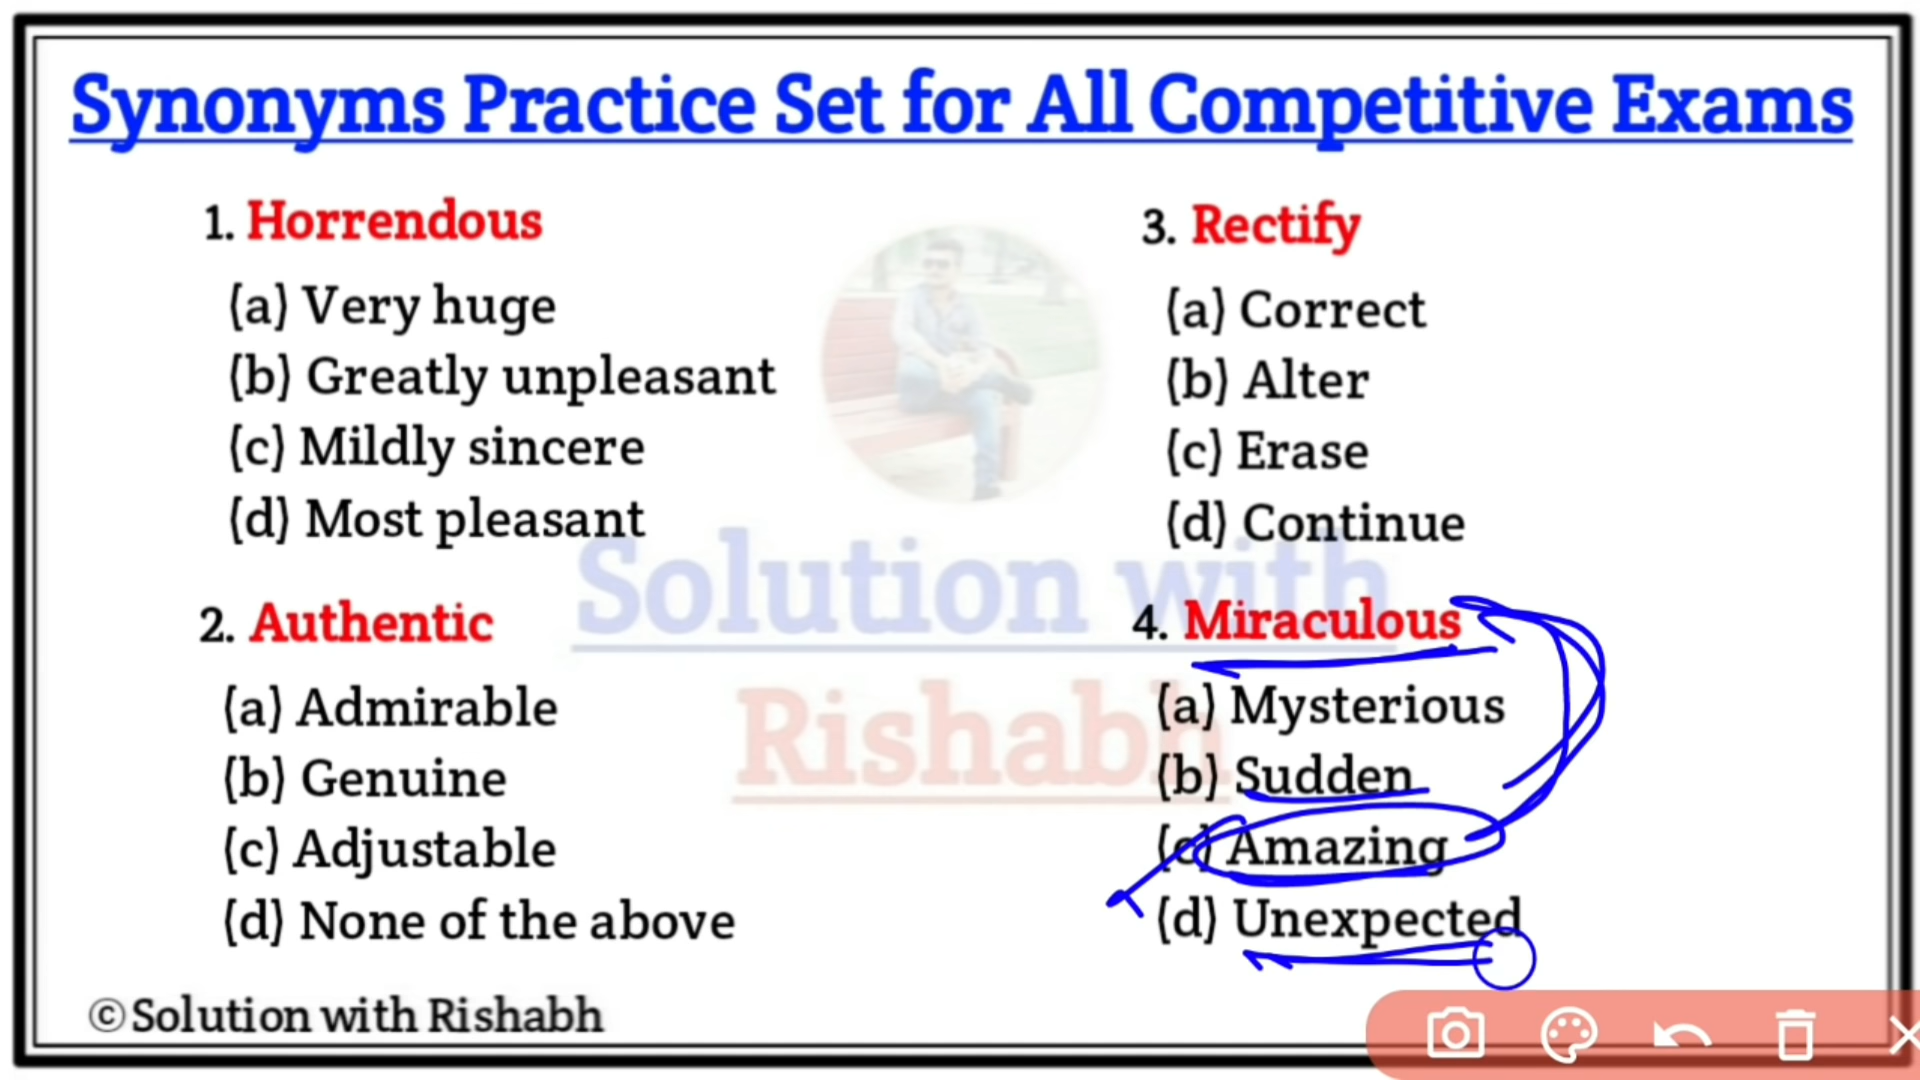 Synonyms Practice Set for All Competitive Exams
1. Horrendous
(a) Very huge
(b) Greatly unpleasant
(c) Mildly sincere
(d) Most pleasant
2. Authentic
(a) Admirable
(b) Genuine
(c) Adjustable
(d) None of the above
3. Rectify
(a) Correct
(b) Alter
(c) Erase
(d) Continue
4. Miraculous
(a) Mysterious
(b) Sudden
(c) Amazing
(d) Unexpected
Solution with
Rishabh
©Solution with Rishabh